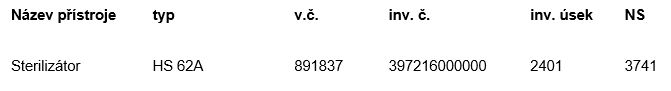 Název přístroje typ v.č. inv. č. inv. úsek NS
Sterilizátor HS 62A 891837 397216000000 2401 3741